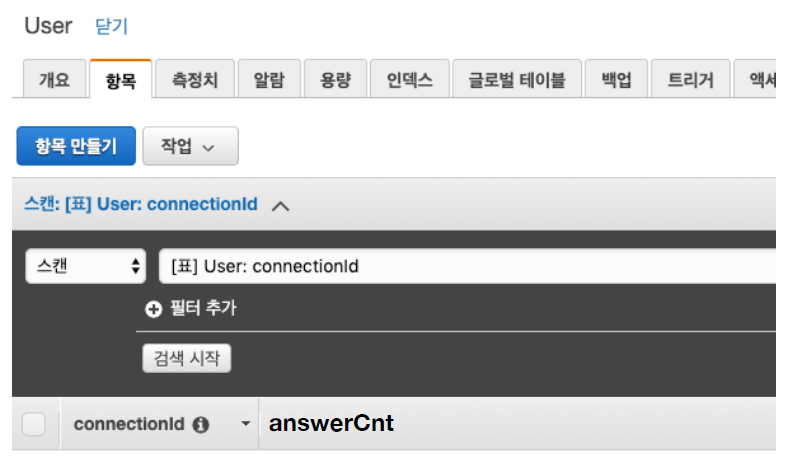 User 닫기
개요 항목 측정치 알람 용량 인덱스 글로벌 테이블 백업 트리거 액세
항목 만들기 작업
스캔: [표] User: connectionId
스캔 [표] User: connectionId
필터 추가
검색 시작
connectionId answerCnt